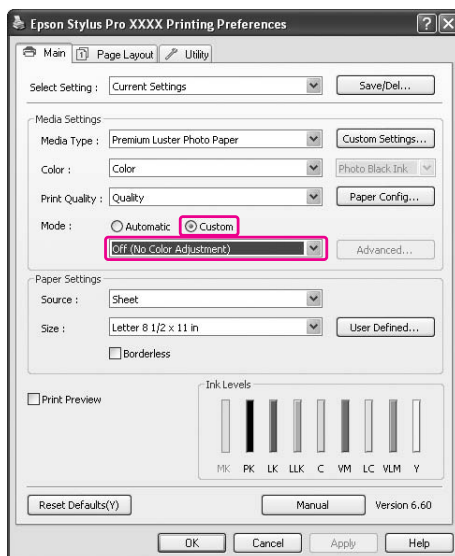 Epson Stylus Pro XXXX Printing Preferences
Main Page Layout Utility
Select Setting : Current Settings Save/Del...
Media Settings
Media Type : Premium Luster Photo Paper Custom Settings...
Color : Color Photo Black Ink
Print Quality : Quality Paper Config...
Mode : Automatic Custom
Off (No Color Adjustment) Advanced...
Paper Settings
Source : Sheet
Size : Letter 8 1/2 x 11 in User Defined...
Borderless
Print Preview
Ink Levels
MK PK LK LLK C VM LC VLM Y
Reset Defaults(Y) Manual Version 6.60
OK Cancel Apply Help